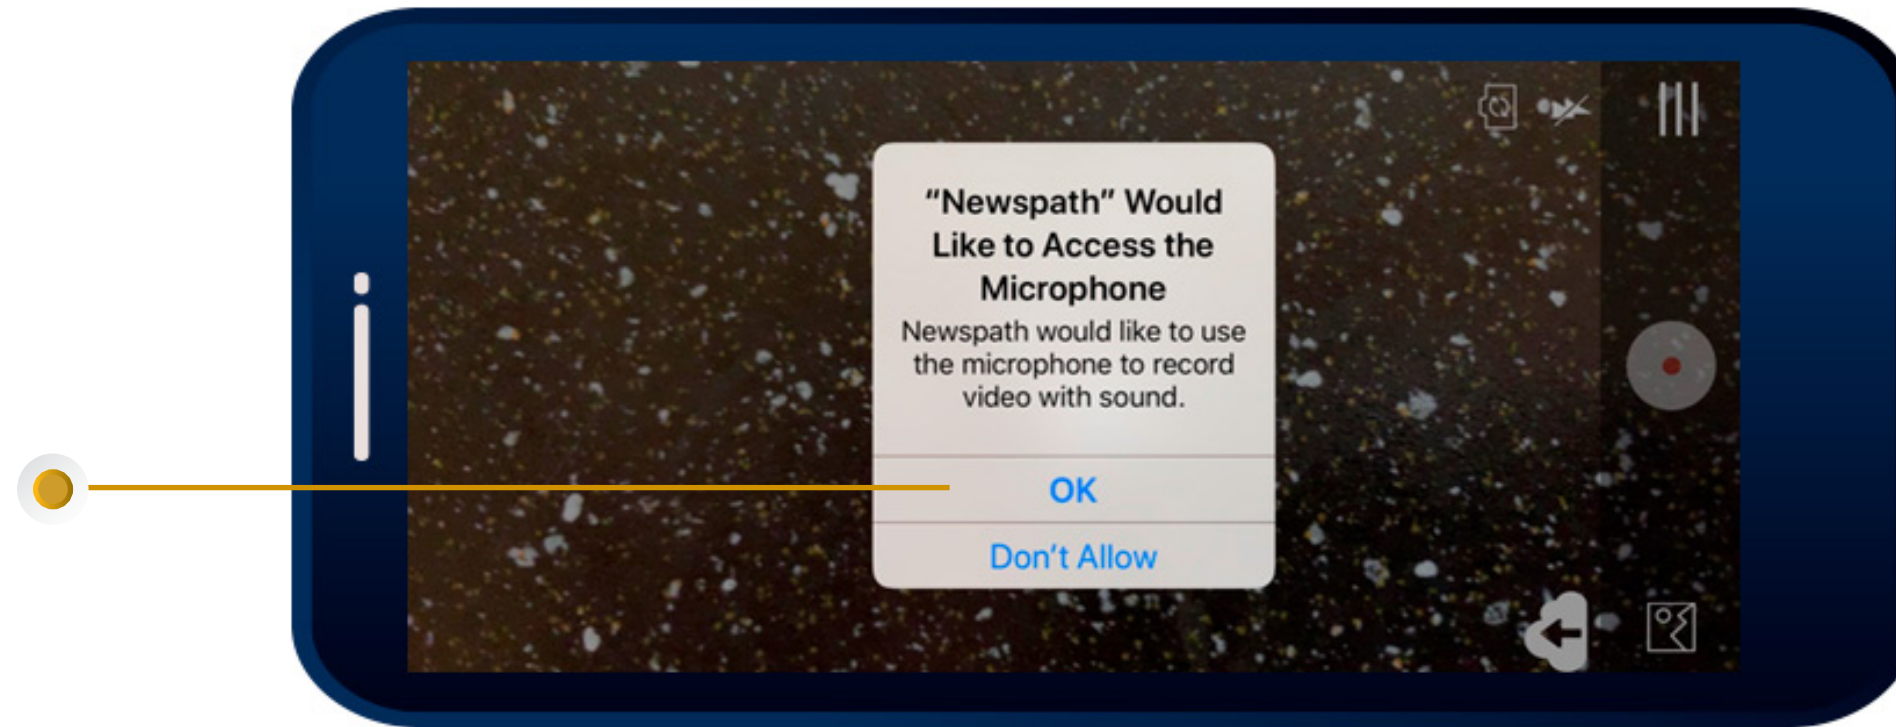 “Newspath” Would
Like to Access the
Microphone
Newspath would like to use
the microphone to record
video with sound.
OK
Don’t Allow